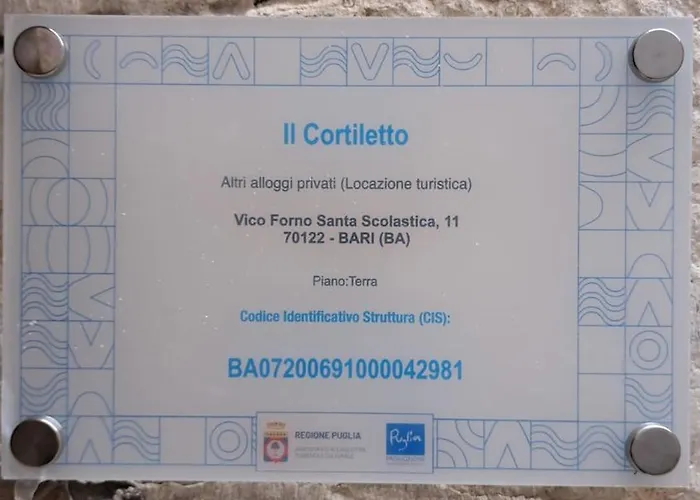 Il Cortiletto
Altri alloggi privati (Locazione turistica)
Vico Forno Santa Scolastica, 11
70122 - BARI (BA)
Piano:Terra
Codice Identificativo Struttura (CIS):
BA07200691000042981
REGIONE PUGLIA
Puglia